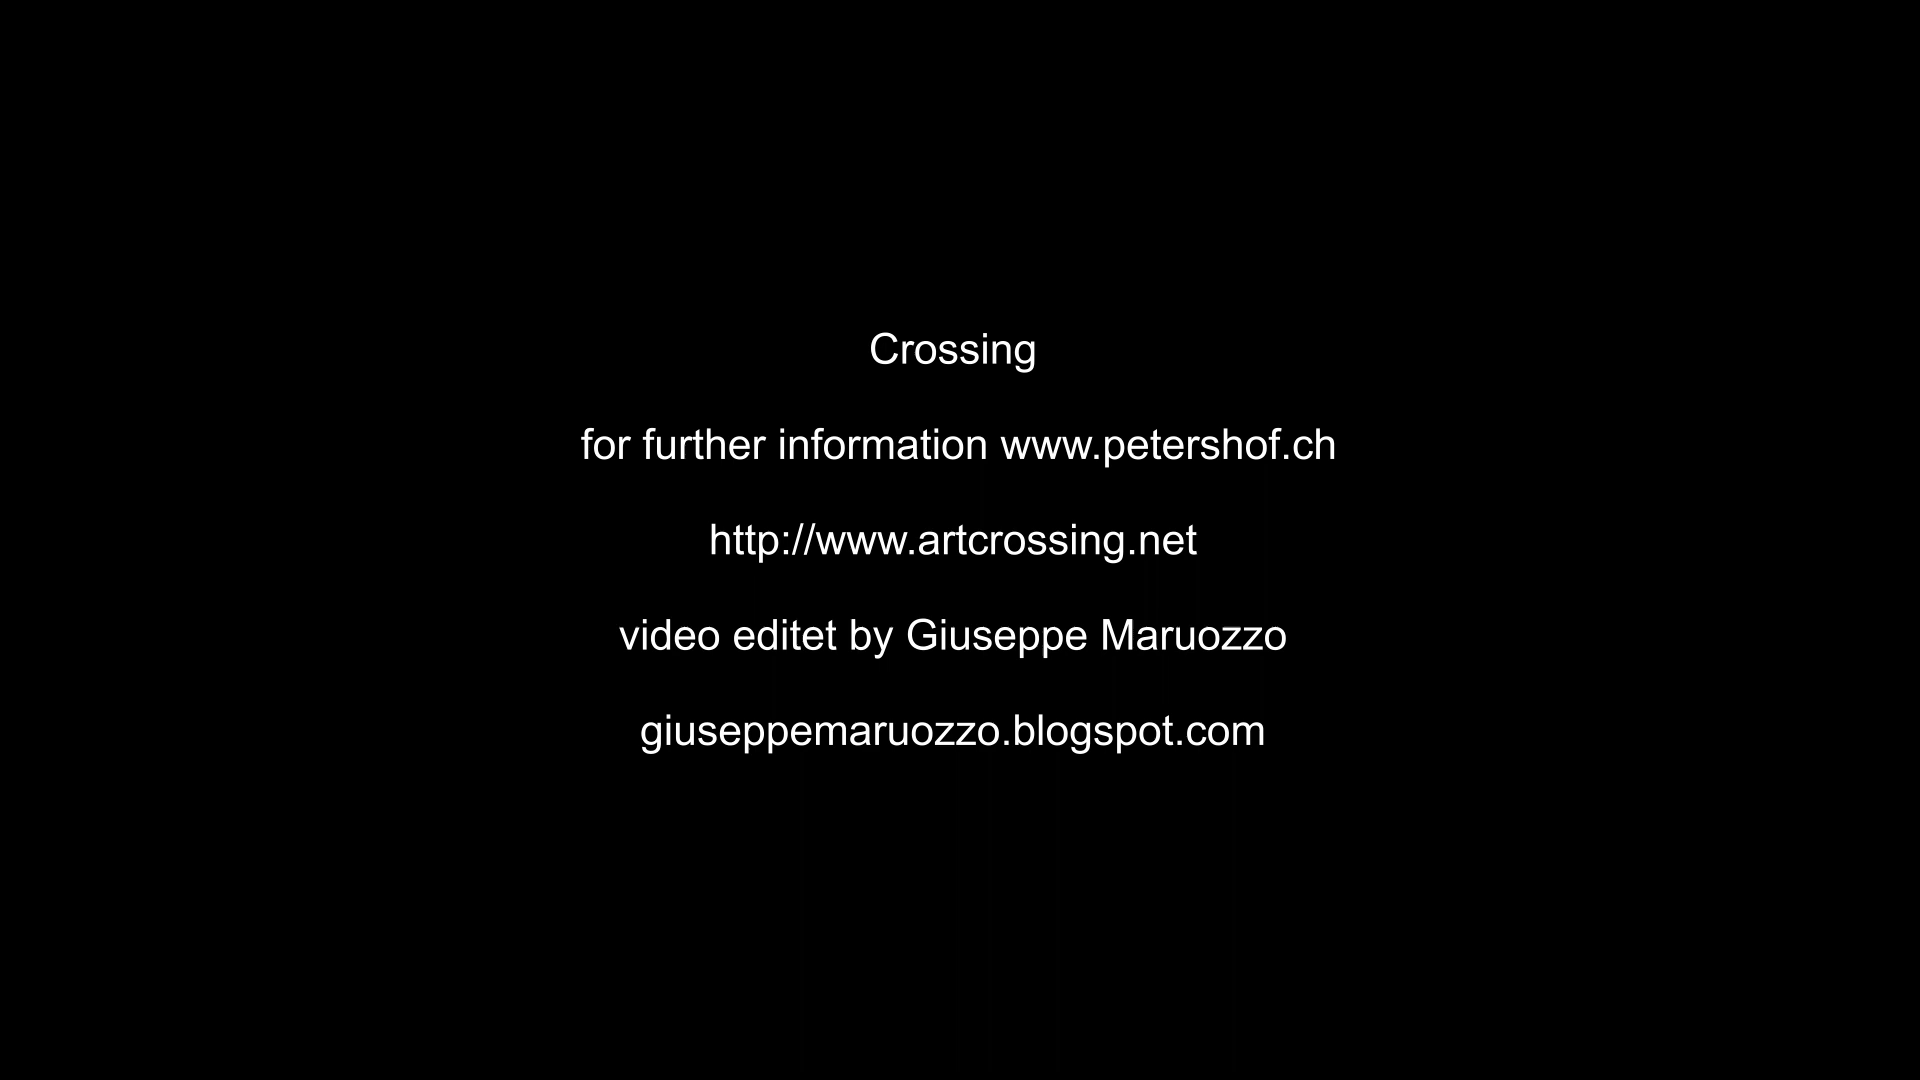 Crossing
for further information www.petershof.ch
http://www.artcrossing.net
video editet by Giuseppe Maruozzo
giuseppemaruozzo.blogspot.com